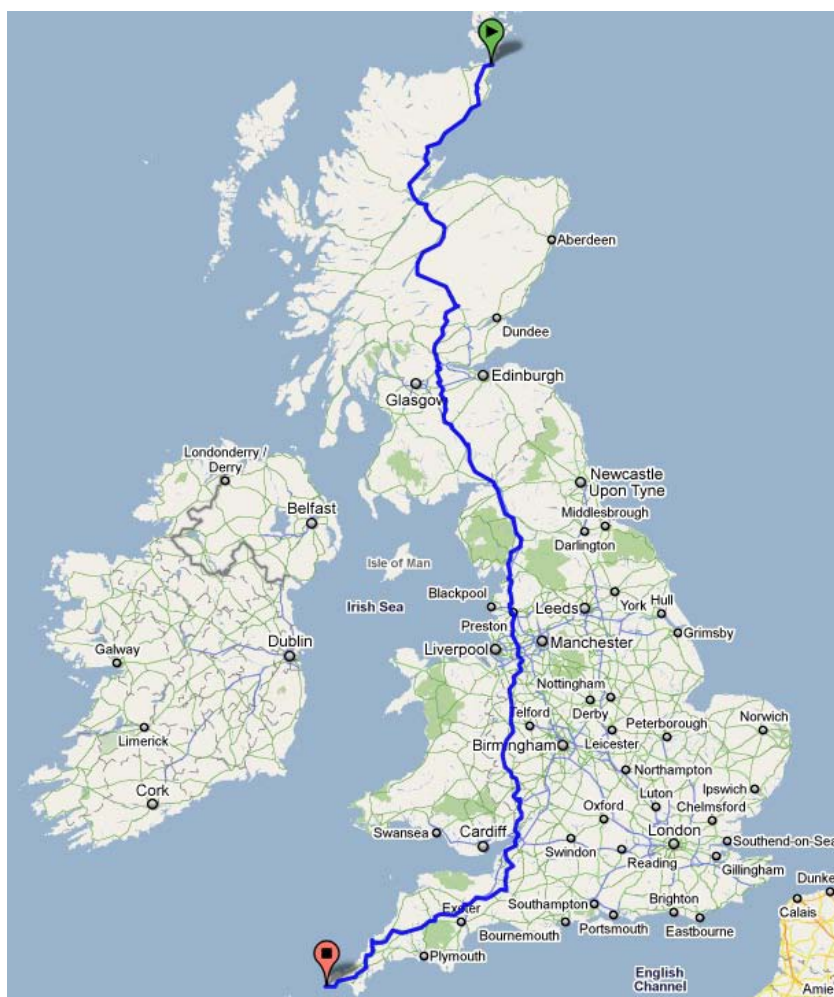 Aberdeen
Dundee
Edinburgh
Glasgow
Londonderry /
Derry
Newcastle
Upon Tyne
Belfast
Middlesbrough
Darlington
Isle of Man
Blackpool
Irish Sea
Leeds
York
Hull
Preston
Grimsby
Galway
Dublin
Liverpool
Manchester
Nottingham
Telford
Derby
Limerick
Peterborough
Norwich
Birmingham
Leicester
Northampton
Cork
Ipswich
Luton
Chelmsford
Oxford
Swansea
Cardiff
London
Southend-on-Sea
Swindon
Reading
Gillingham
Dunke
Exeter
Southampton
Brighton
Calais
Bournemouth
Portsmouth
Eastbourne
Plymouth
English
Channel
Amie